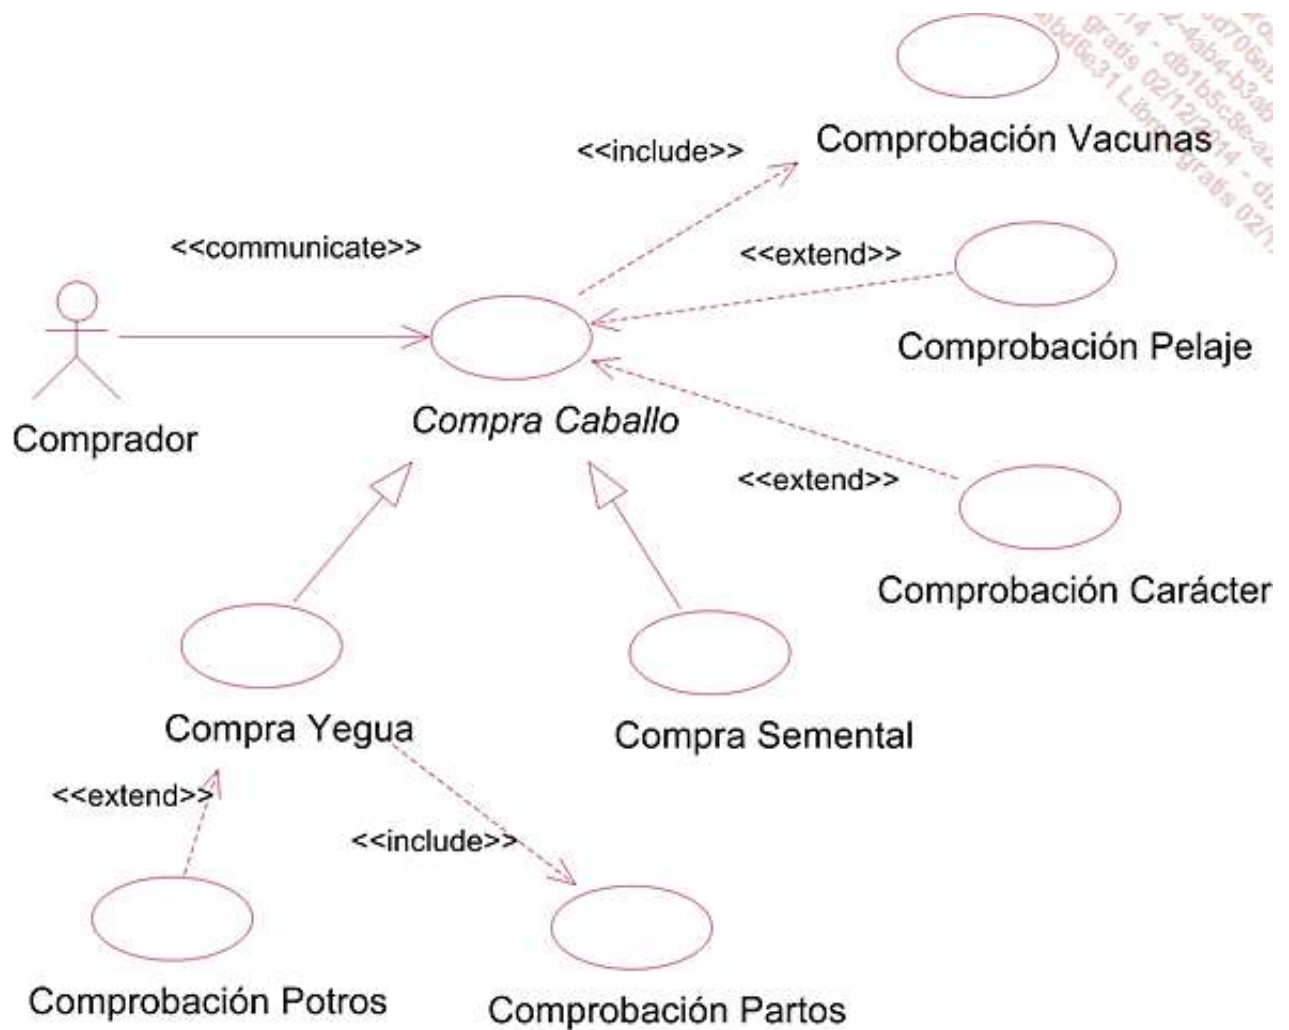 Comprobación Vacunas
<<include>>
<<communicate>>
<<extend>>
Comprobación Pelaje
Comprador
Compra Caballo
<<extend>>
Comprobación Carácter
Compra Yegua
Compra Semental
<<extend>>
<<include>>
Comprobación Potros
Comprobación Partos